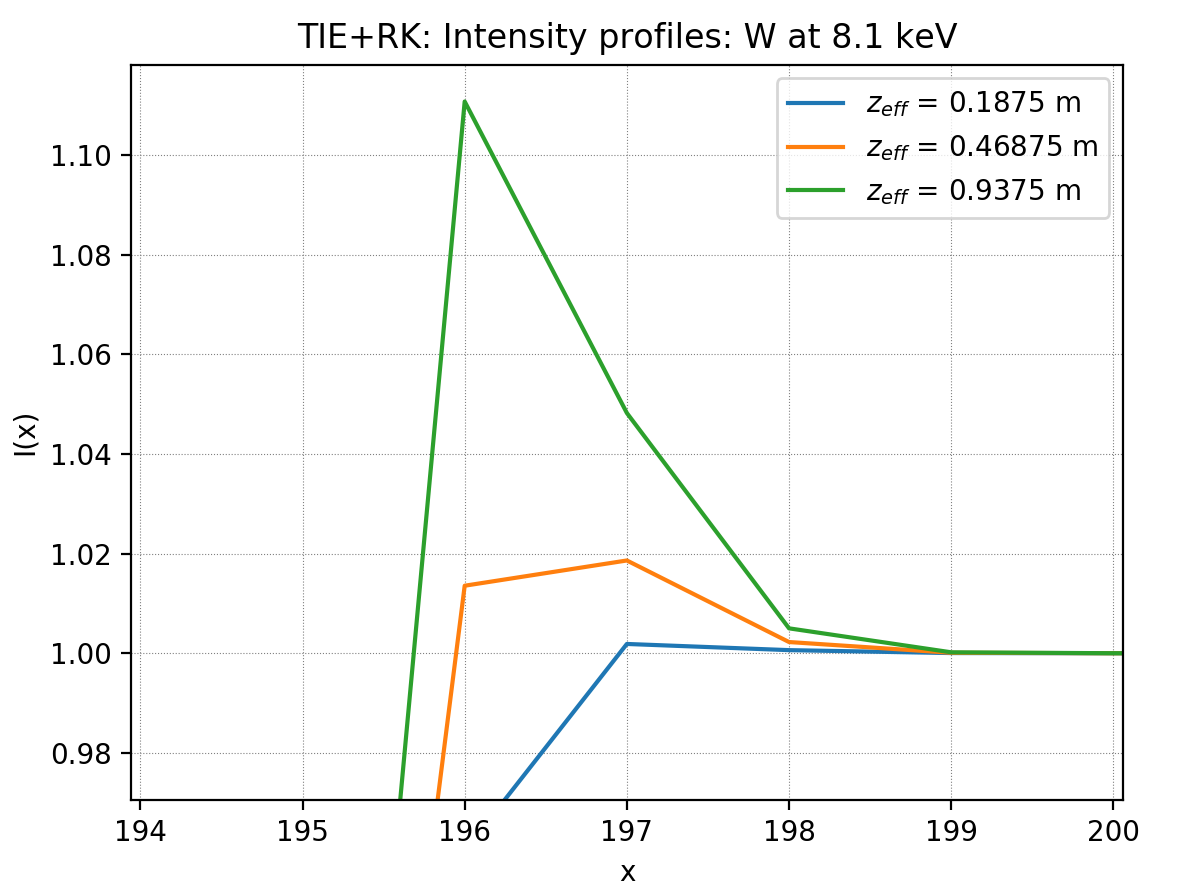 TIE+RK: Intensity profiles: W at 8.1 keV
z_eff = 0.1875 m
z_eff = 0.46875 m
z_eff = 0.9375 m
I(x)
1.10
1.08
1.06
1.04
1.02
1.00
0.98
194 195 196 197 198 199 200
x